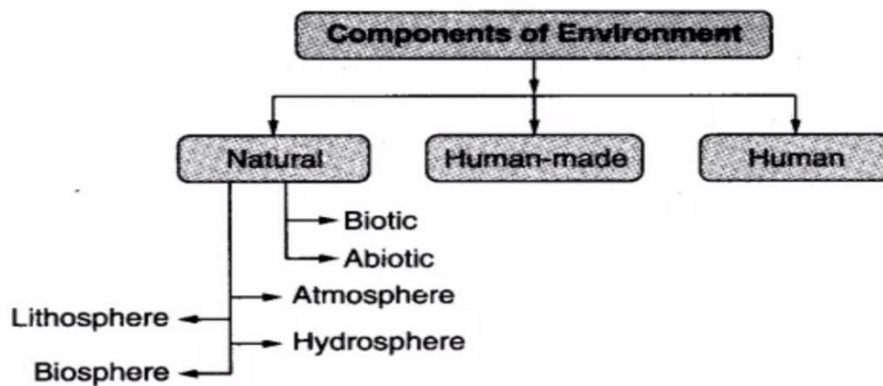 Components of Environment
Natural
Human-made
Human
Biotic
Abiotic
Atmosphere
Lithosphere
Hydrosphere
Biosphere